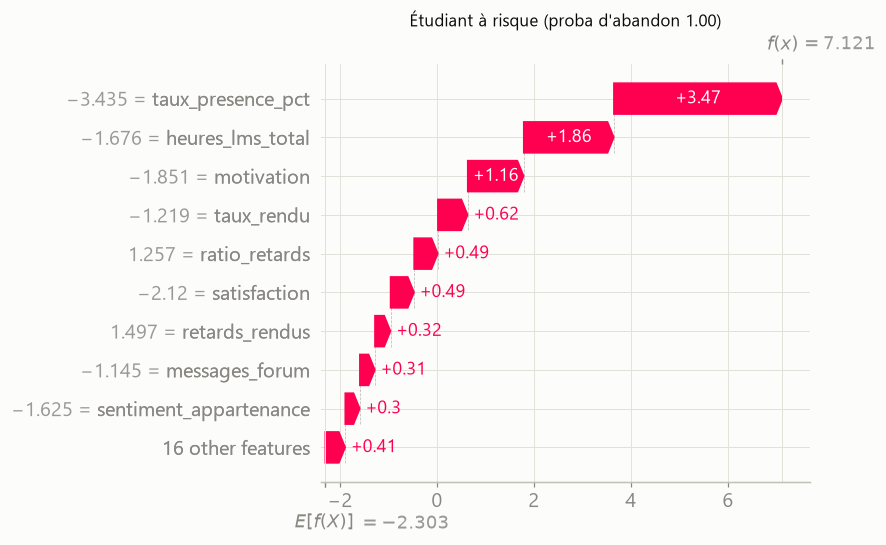 Étudiant à risque (proba d'abandon 1.00)
f(x) = 7.121
−3.435 = taux_presence_pct +3.47
−1.676 = heures_lms_total +1.86
−1.851 = motivation +1.16
−1.219 = taux_rendu +0.62
1.257 = ratio_retards +0.49
−2.12 = satisfaction +0.49
1.497 = retards_rendus +0.32
−1.145 = messages_forum +0.31
−1.625 = sentiment_appartenance +0.3
16 other features +0.41
−2 0 2 4 6
E[f(X)] = −2.303